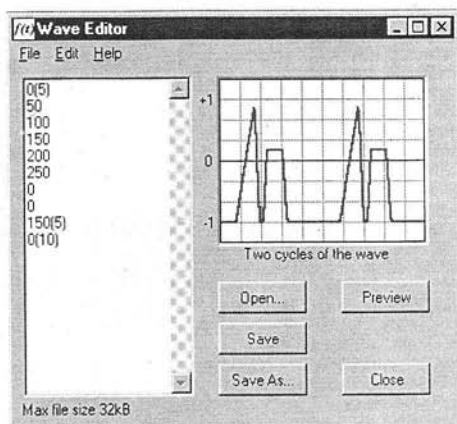 f(t) Wave Editor
File Edit Help
0(5)
50
100
150
200
250
0
0
150(5)
0(10)
+1
0
-1
Two cycles of the wave
Open... Preview
Save
Save As... Close
Max file size 32kB